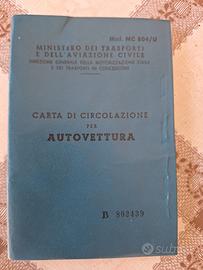 Mod. MC 804/U
MINISTERO DEI TRASPORTI
E DELL'AVIAZIONE CIVILE
DIREZIONE GENERALE DELLA MOTORIZZAZIONE CIVILE
E DEI TRASPORTI IN CONCESSIONE
CARTA DI CIRCOLAZIONE
PER
AUTOVETTURA
B 892439
subito